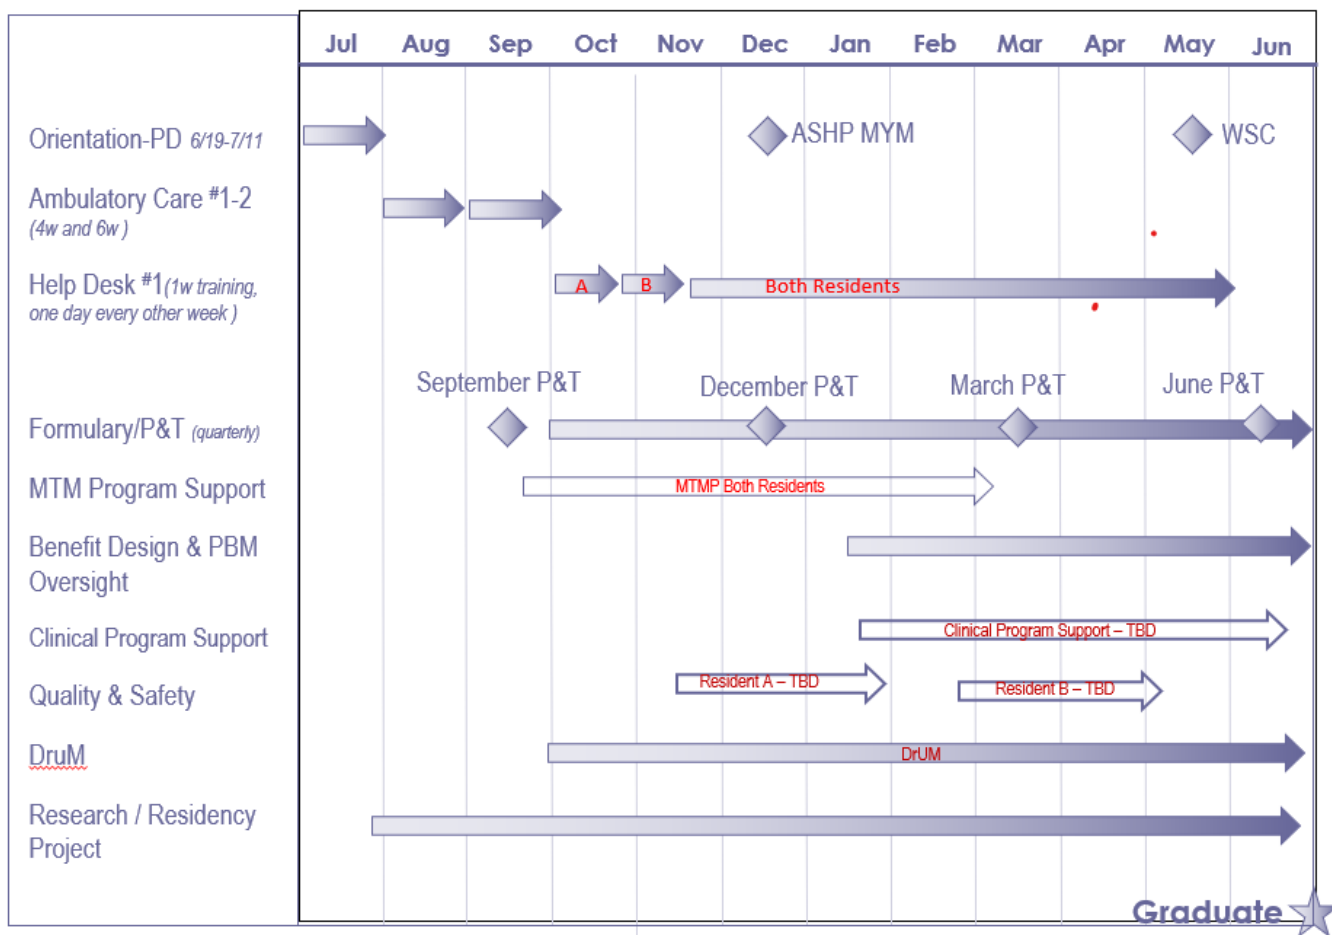 Jul Aug Sep Oct Nov Dec Jan Feb Mar Apr May Jun
Orientation-PD 6/19-7/11
ASHP MYM
WSC
Ambulatory Care #1-2
(4w and 6w )
Help Desk #1(1w training,
one day every other week )
A
B
Both Residents
September P&T
December P&T
March P&T
June P&T
Formulary/P&T (quarterly)
MTM Program Support
MTMP Both Residents
Benefit Design & PBM
Oversight
Clinical Program Support
Clinical Program Support – TBD
Quality & Safety
Resident A – TBD
Resident B – TBD
DruM
DrUM
Research / Residency
Project
Graduate